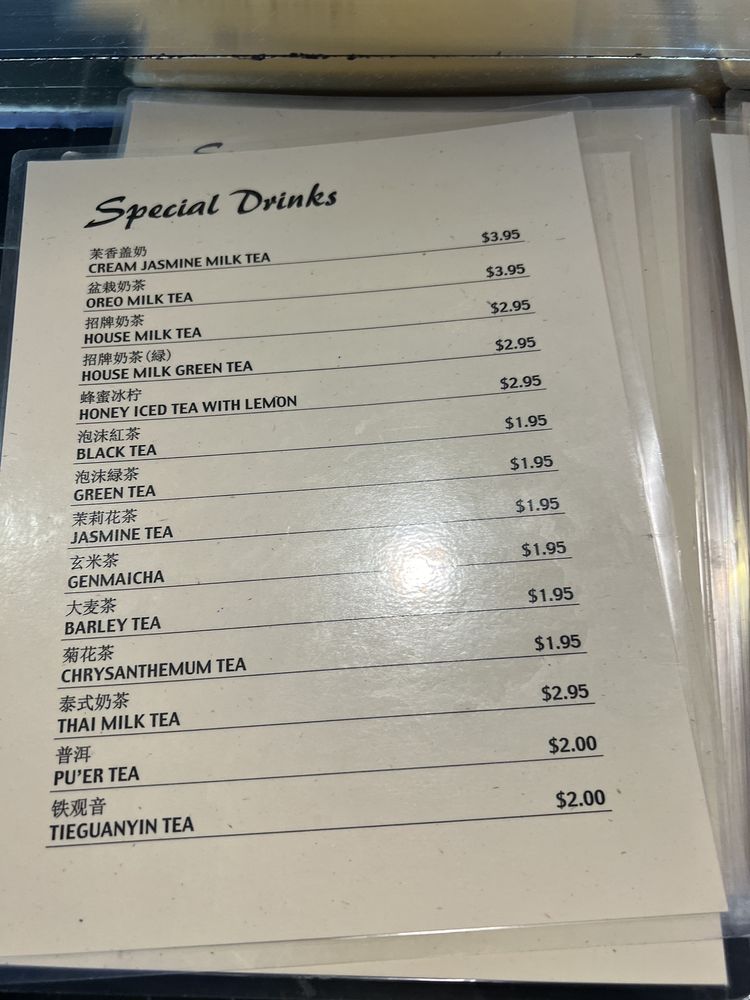 Special Drinks
茉香盖奶
CREAM JASMINE MILK TEA $3.95
盆栽奶茶
OREO MILK TEA $3.95
招牌奶茶
HOUSE MILK TEA $2.95
招牌奶茶(緑)
HOUSE MILK GREEN TEA $2.95
蜂蜜冰柠
HONEY ICED TEA WITH LEMON $2.95
泡沫紅茶
BLACK TEA $1.95
泡沫緑茶
GREEN TEA $1.95
茉莉花茶
JASMINE TEA $1.95
玄米茶
GENMAICHA $1.95
大麦茶
BARLEY TEA $1.95
菊花茶
CHRYSANTHEMUM TEA $1.95
泰式奶茶
THAI MILK TEA $2.95
普洱
PU'ER TEA $2.00
铁观音
TIEGUANYIN TEA $2.00